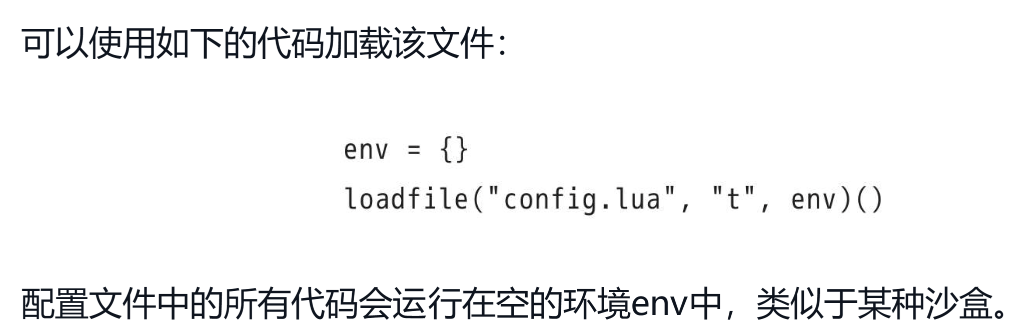 可以使用如下的代码加载该文件：
env = {}
loadfile("config.lua", "t", env)()
配置文件中的所有代码会运行在空的环境env中，类似于某种沙盒。